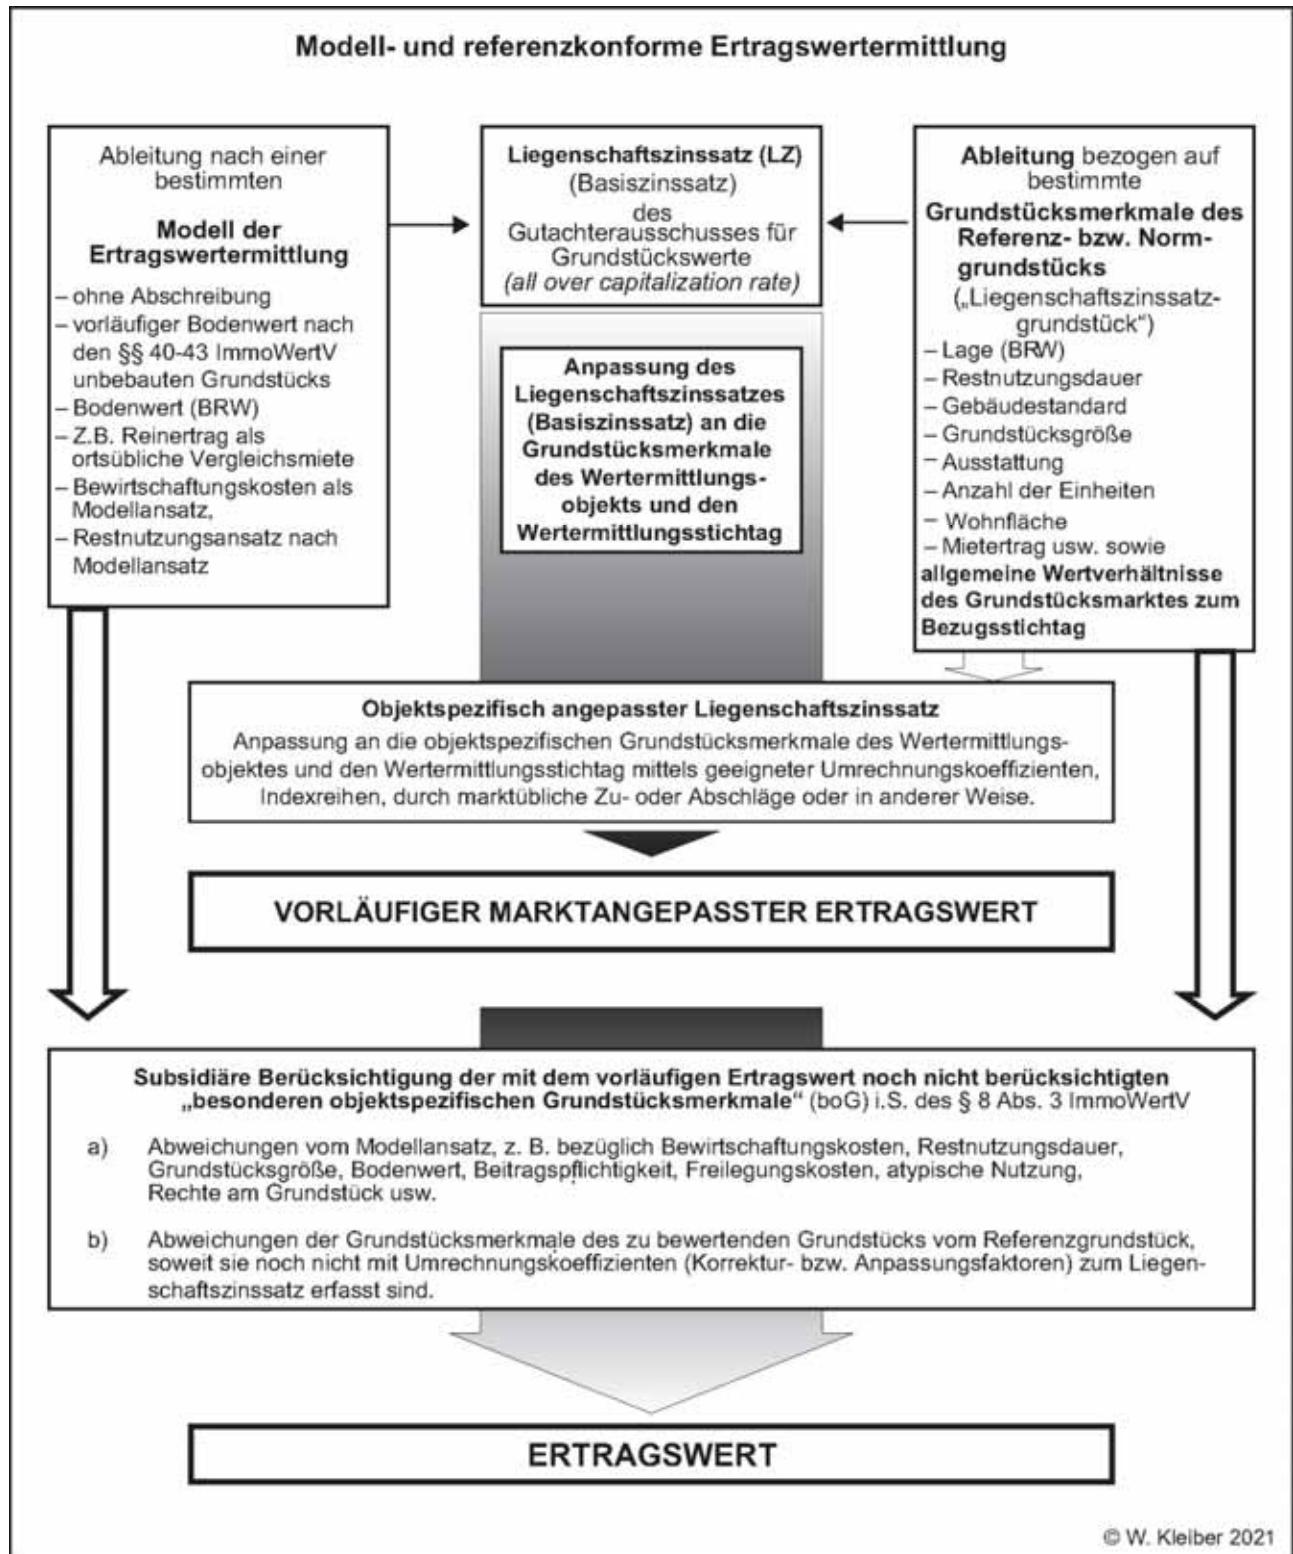 Modell- und referenzkonforme Ertragswertermittlung
Ableitung nach einer
bestimmten
Modell der
Ertragswertermittlung
– ohne Abschreibung
– vorläufiger Bodenwert nach
den §§ 40-43 ImmoWertV
unbebauten Grundstücks
– Bodenwert (BRW)
– Z.B. Reinertrag als
ortsübliche Vergleichsmiete
– Bewirtschaftungskosten als
Modellansatz,
– Restnutzungsansatz nach
Modellansatz
Liegenschaftszinssatz (LZ)
(Basiszinssatz)
des
Gutachterausschusses für
Grundstückswerte
(all over capitalization rate)
Anpassung des
Liegenschaftszinssatzes
(Basiszinssatz) an die
Grundstücksmerkmale
des Wertermittlungs-
objekts und den
Wertermittlungsstichtag
Ableitung bezogen auf
bestimmte
Grundstücksmerkmale des
Referenz- bzw. Norm-
grundstücks
(„Liegenschaftszinssatz-
grundstück“)
– Lage (BRW)
– Restnutzungsdauer
– Gebäudestandard
– Grundstücksgröße
– Ausstattung
– Anzahl der Einheiten
– Wohnfläche
– Mietertrag usw. sowie
allgemeine Wertverhältnisse
des Grundstücksmarktes zum
Bezugsstichtag
Objektspezifisch angepasster Liegenschaftszinssatz
Anpassung an die objektspezifischen Grundstücksmerkmale des Wertermittlungs-
objektes und den Wertermittlungsstichtag mittels geeigneter Umrechnungskoeffizienten,
Indexreihen, durch marktübliche Zu- oder Abschläge oder in anderer Weise.
VORLÄUFIGER MARKTANGEPASSTER ERTRAGSWERT
Subsidiäre Berücksichtigung der mit dem vorläufigen Ertragswert noch nicht berücksichtigten
„besonderen objektspezifischen Grundstücksmerkmale“ (boG) i.S. des § 8 Abs. 3 ImmoWertV
a) Abweichungen vom Modellansatz, z. B. bezüglich Bewirtschaftungskosten, Restnutzungsdauer,
Grundstücksgröße, Bodenwert, Beitragspflichtigkeit, Freilegungskosten, atypische Nutzung,
Rechte am Grundstück usw.
b) Abweichungen der Grundstücksmerkmale des zu bewertenden Grundstücks vom Referenzgrundstück,
soweit sie noch nicht mit Umrechnungskoeffizienten (Korrektur- bzw. Anpassungsfaktoren) zum Liegen-
schaftszinssatz erfasst sind.
ERTRAGSWERT
© W. Kleiber 2021